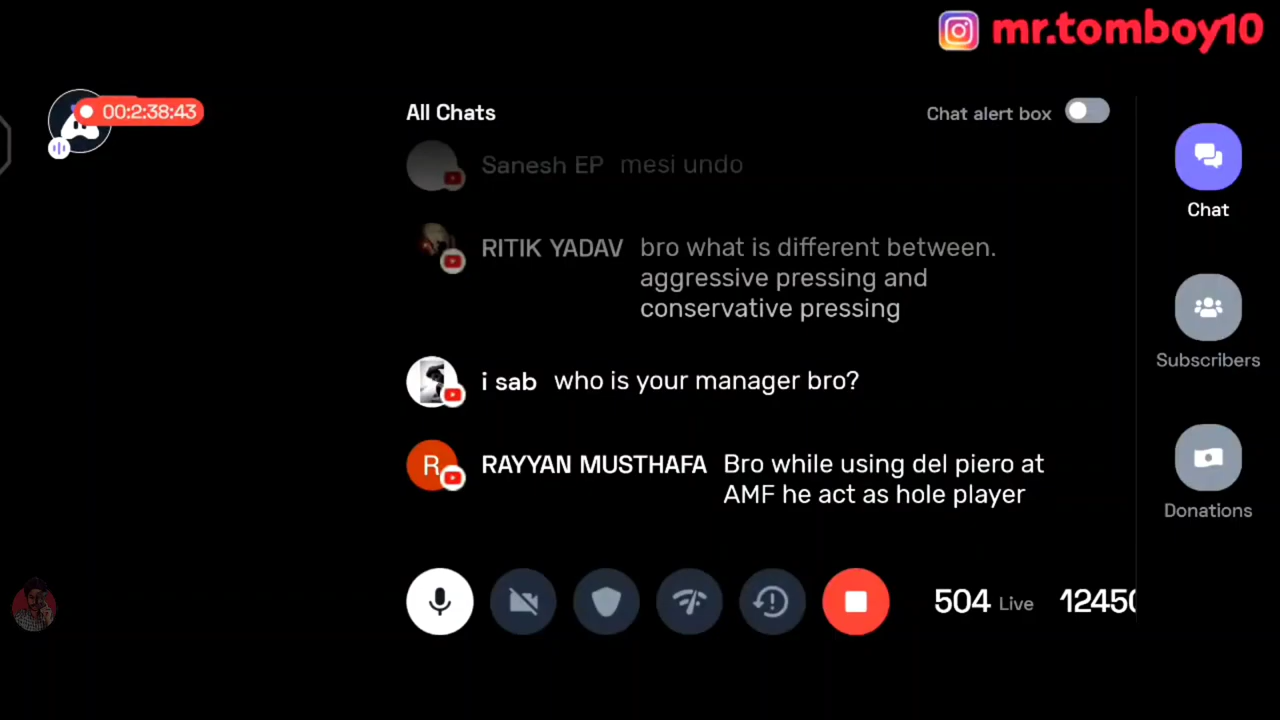 mr.tomboy10
00:2:38:43
All Chats
Chat alert box
Sanesh EP mesi undo
RITIK YADAV bro what is different between.
aggressive pressing and
conservative pressing
i sab who is your manager bro?
R
RAYYAN MUSTHAFA Bro while using del piero at
AMF he act as hole player
Chat
Subscribers
Donations
504 Live 12450